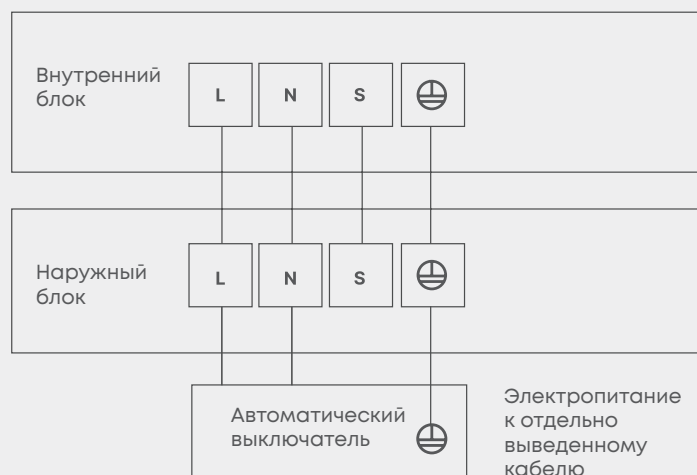 Внутренний
блок
L N S
Наружный
блок
L N S
Автоматический
выключатель
Электропитание
к отдельно
выведенному
кабелю